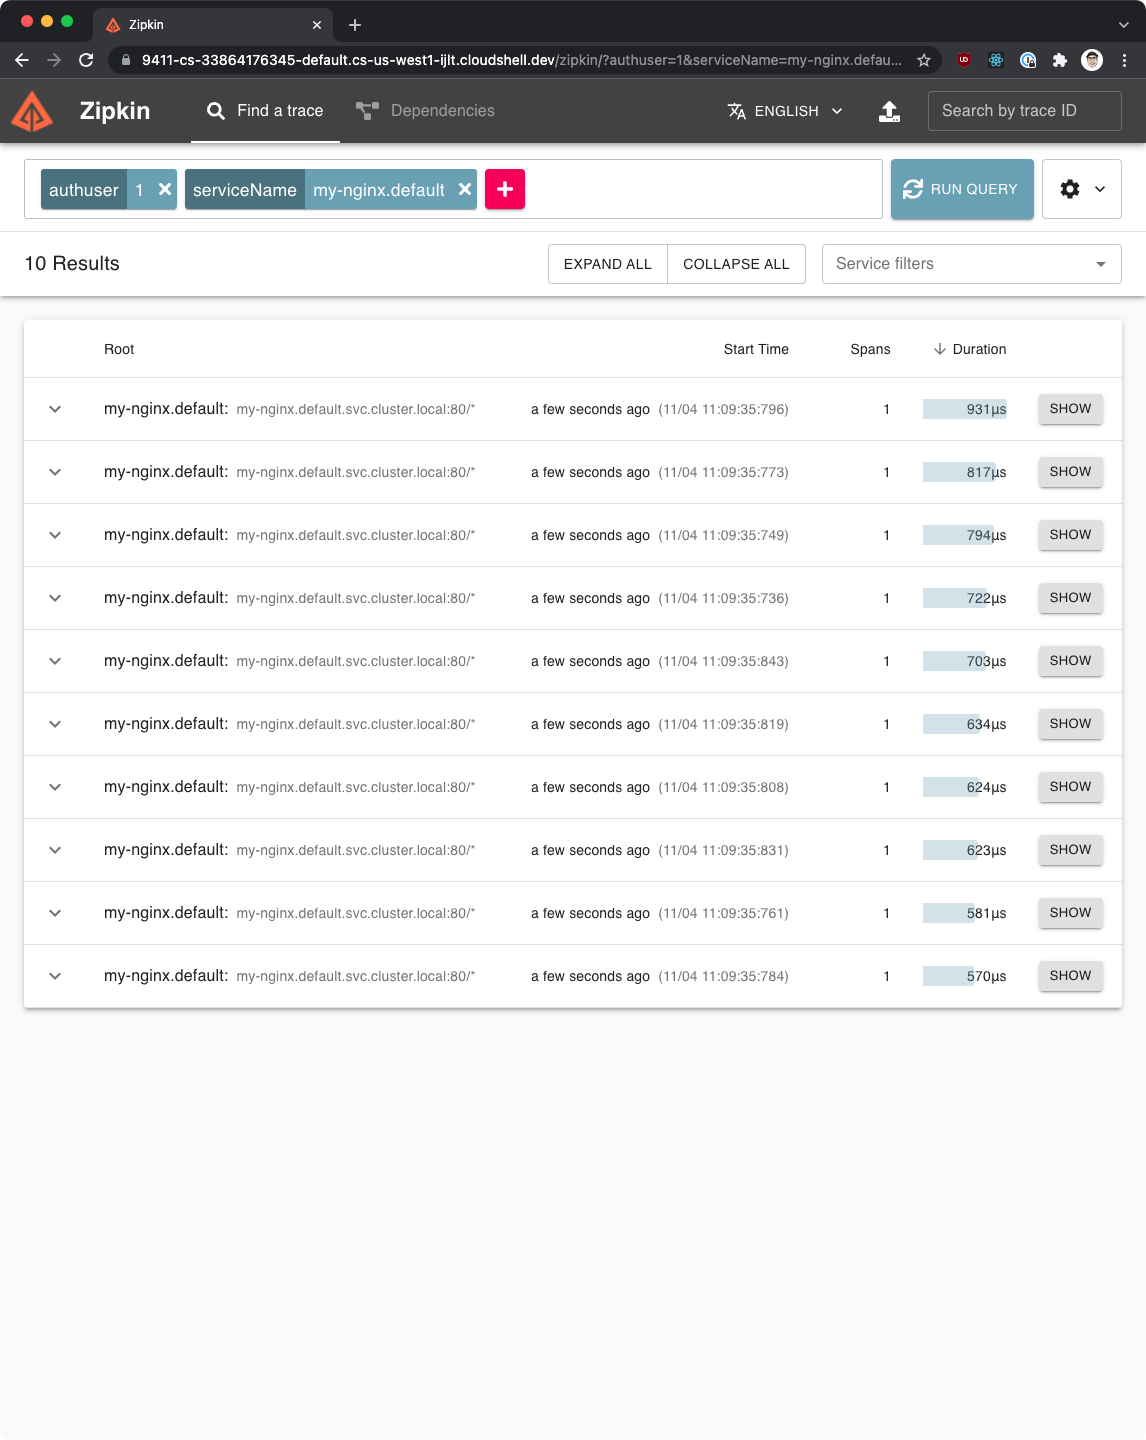 Zipkin
9411-cs-33864176345-default.cs-us-west1-ijlt.cloudshell.dev/zipkin/?authuser=1&serviceName=my-nginx.defau...
Zipkin Find a trace Dependencies ENGLISH Search by trace ID
authuser 1 serviceName my-nginx.default RUN QUERY
10 Results EXPAND ALL COLLAPSE ALL Service filters
Root Start Time Spans Duration
my-nginx.default: my-nginx.default.svc.cluster.local:80/* a few seconds ago (11/04 11:09:35:796) 1 931μs SHOW
my-nginx.default: my-nginx.default.svc.cluster.local:80/* a few seconds ago (11/04 11:09:35:773) 1 817μs SHOW
my-nginx.default: my-nginx.default.svc.cluster.local:80/* a few seconds ago (11/04 11:09:35:749) 1 794μs SHOW
my-nginx.default: my-nginx.default.svc.cluster.local:80/* a few seconds ago (11/04 11:09:35:736) 1 722μs SHOW
my-nginx.default: my-nginx.default.svc.cluster.local:80/* a few seconds ago (11/04 11:09:35:843) 1 703μs SHOW
my-nginx.default: my-nginx.default.svc.cluster.local:80/* a few seconds ago (11/04 11:09:35:819) 1 634μs SHOW
my-nginx.default: my-nginx.default.svc.cluster.local:80/* a few seconds ago (11/04 11:09:35:808) 1 624μs SHOW
my-nginx.default: my-nginx.default.svc.cluster.local:80/* a few seconds ago (11/04 11:09:35:831) 1 623μs SHOW
my-nginx.default: my-nginx.default.svc.cluster.local:80/* a few seconds ago (11/04 11:09:35:761) 1 581μs SHOW
my-nginx.default: my-nginx.default.svc.cluster.local:80/* a few seconds ago (11/04 11:09:35:784) 1 570μs SHOW